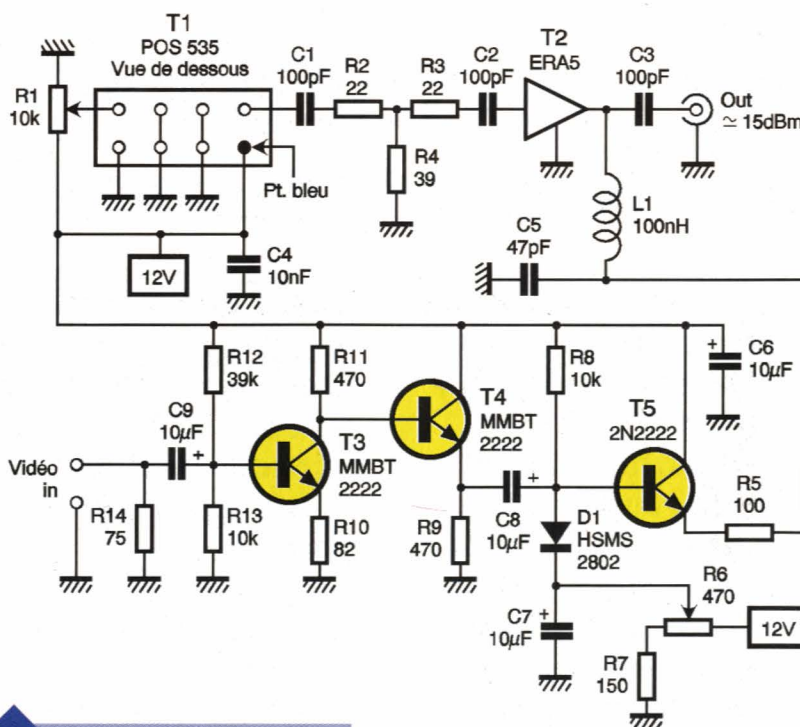 T1
POS 535
Vue de dessous
R1
10k
C1
100pF
R2
22
R3
22
C2
100pF
T2
ERA5
C3
100pF
Out
≃ 15dBm
R4
39
Pt. bleu
L1
100nH
12V
C4
10nF
C5
47pF
R12
39k
R11
470
T4
MMBT
2222
R8
10k
C6
10µF
T5
2N2222
C9
10µF
T3
MMBT
2222
Vidéo
in
R5
100
R14
75
R13
10k
R10
82
R9
470
C8
10µF
D1
HSMS
2802
R6
470
C7
10µF
12V
R7
150